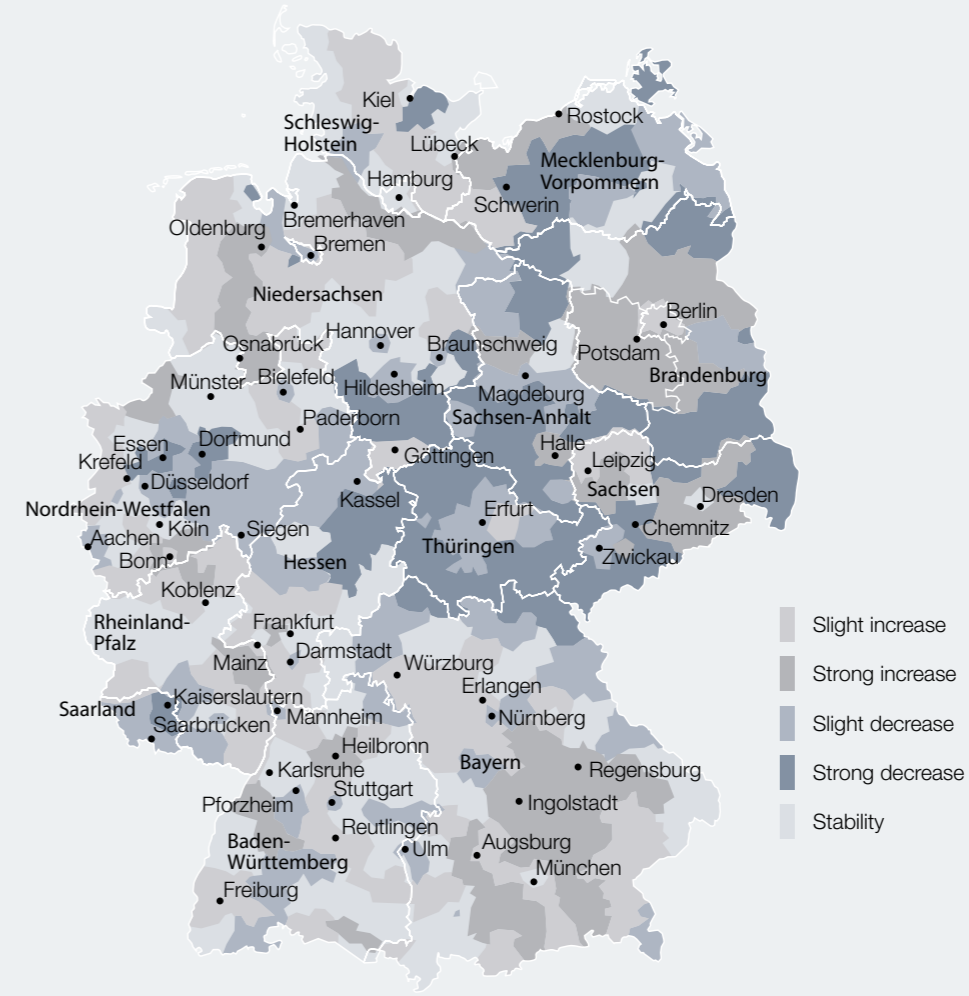 Kiel
Schleswig-
Holstein
Rostock
Lübeck
Mecklenburg-
Vorpommern
Hamburg
Schwerin
Bremerhaven
Oldenburg
Bremen
Niedersachsen
Berlin
Hannover
Osnabrück
Braunschweig
Potsdam
Brandenburg
Münster
Bielefeld
Hildesheim
Magdeburg
Paderborn
Sachsen-Anhalt
Essen
Dortmund
Halle
Göttingen
Krefeld
Leipzig
Düsseldorf
Kassel
Sachsen
Dresden
Nordrhein-Westfalen
Erfurt
Köln
Siegen
Chemnitz
Aachen
Thüringen
Bonn
Hessen
Zwickau
Koblenz
Rheinland-
Pfalz
Frankfurt
Slight increase
Darmstadt
Mainz
Würzburg
Strong increase
Erlangen
Kaiserslautern
Saarland
Mannheim
Nürnberg
Saarbrücken
Slight decrease
Heilbronn
Bayern
Karlsruhe
Regensburg
Strong decrease
Stuttgart
Pforzheim
Ingolstadt
Reutlingen
Stability
Baden-
Württemberg
Ulm
Augsburg
München
Freiburg